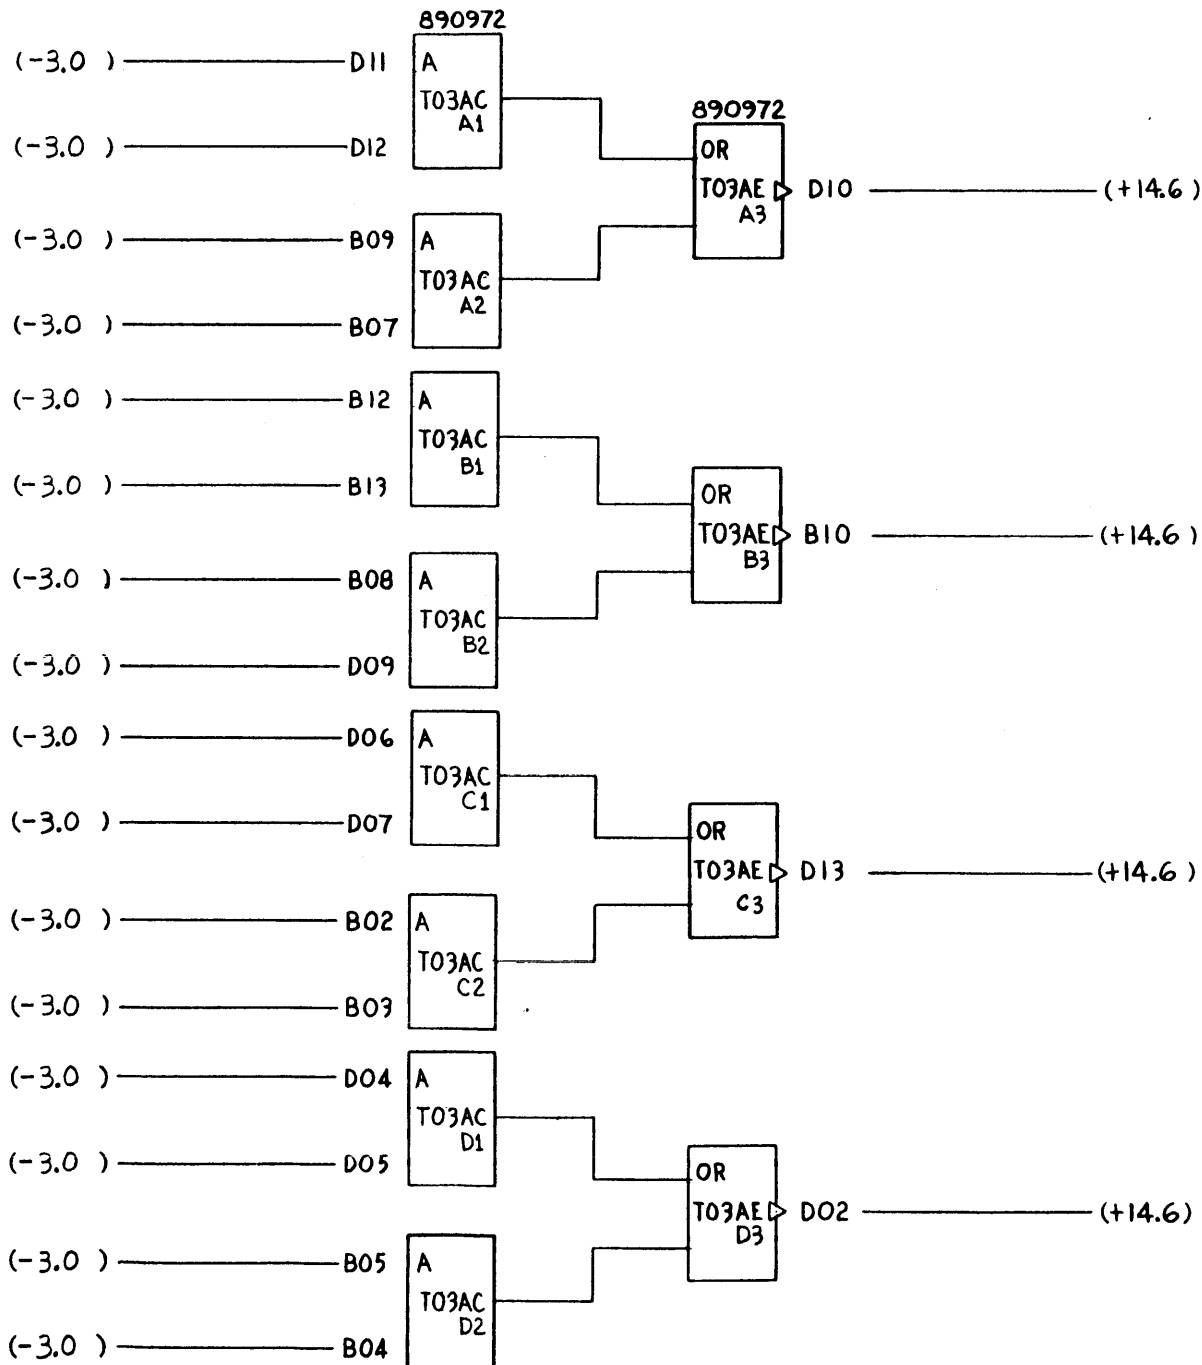 890972
(-3.0 ) D11 A
T03AC
A1
(-3.0 ) D12
890972
OR
T03AE D10 (+14.6)
A3
(-3.0 ) B09 A
T03AC
A2
(-3.0 ) B07
(-3.0 ) B12 A
T03AC
B1
(-3.0 ) B13
OR
T03AE B10 (+14.6)
B3
(-3.0 ) B08 A
T03AC
B2
(-3.0 ) D09
(-3.0 ) D06 A
T03AC
C1
(-3.0 ) D07
OR
T03AE D13 (+14.6)
C3
(-3.0 ) B02 A
T03AC
C2
(-3.0 ) B03
(-3.0 ) D04 A
T03AC
D1
(-3.0 ) D05
OR
T03AE D02 (+14.6)
D3
(-3.0 ) B05 A
T03AC
D2
(-3.0 ) B04